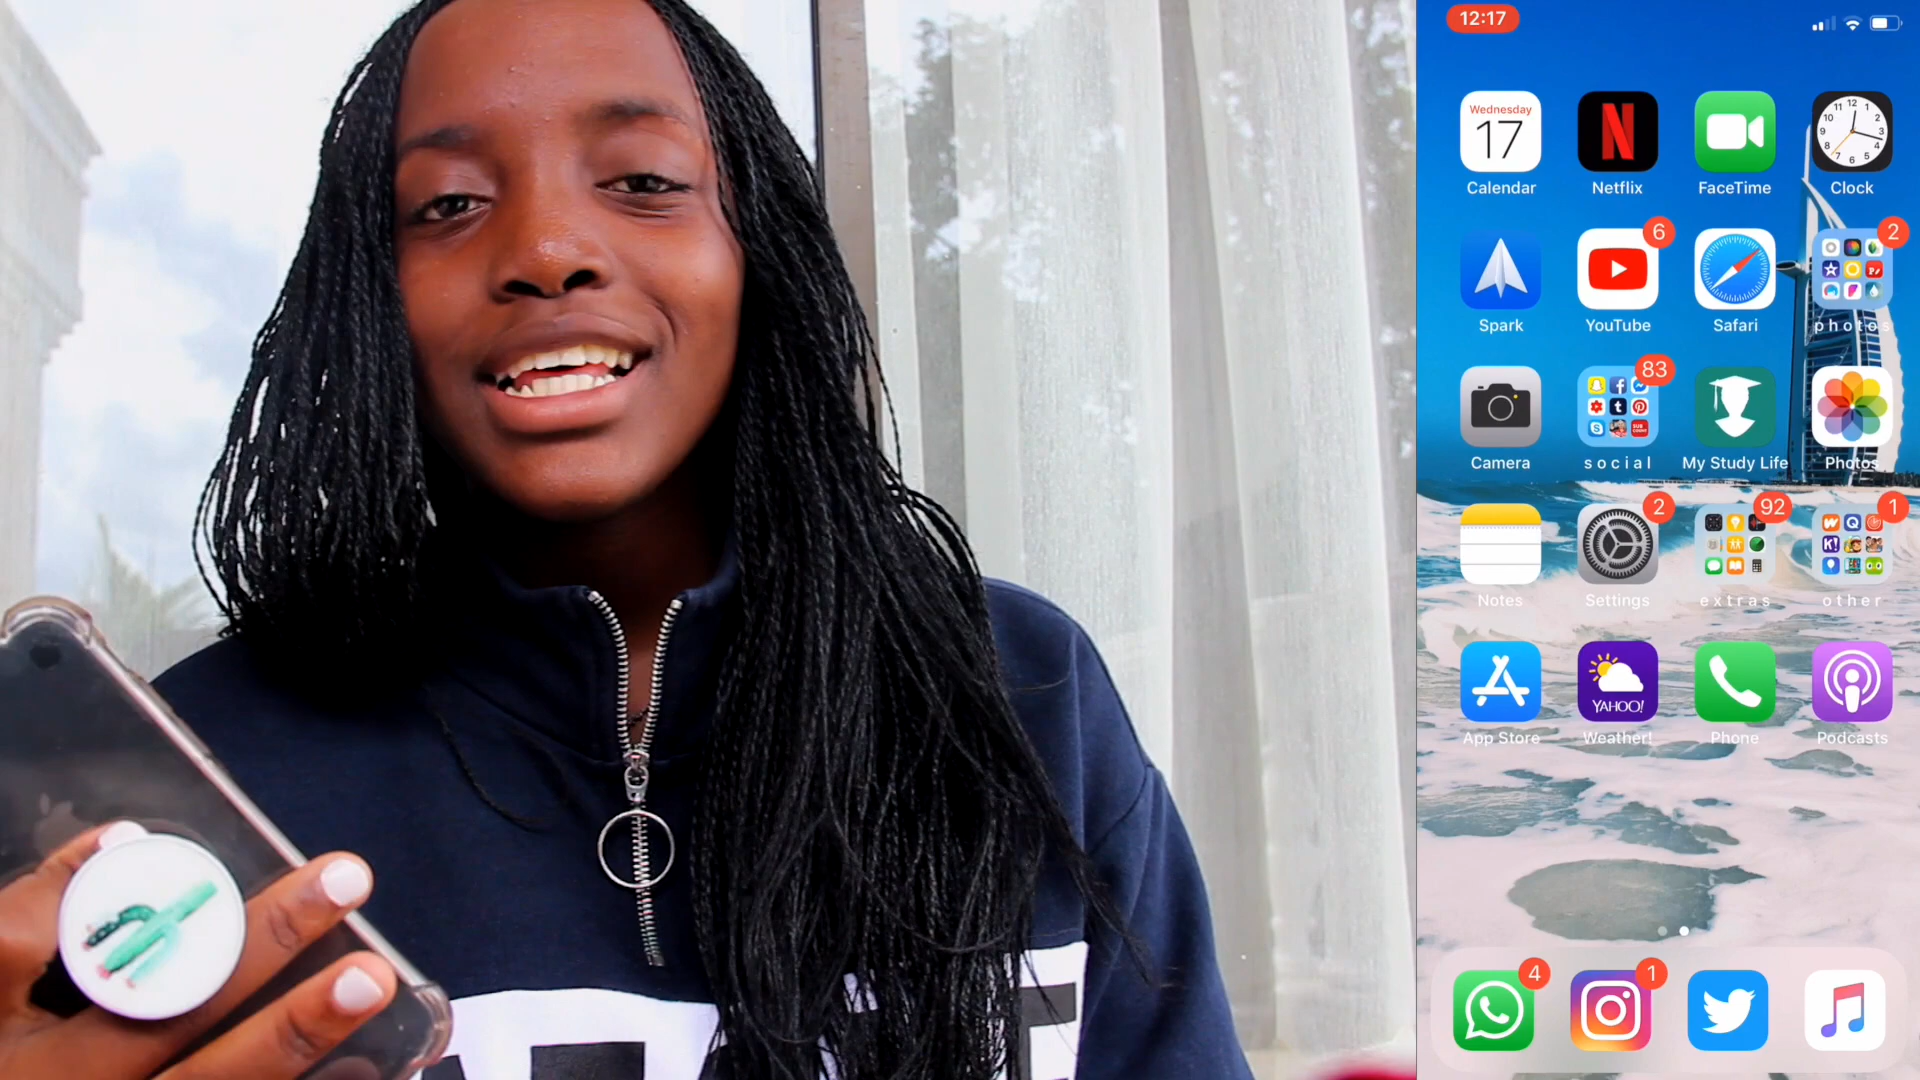 12:17
Wednesday
17
Calendar
Netflix
FaceTime
Clock
6
2
Spark
YouTube
Safari
photos
83
Camera
social
My Study Life
Photos
2
92
1
Notes
Settings
extras
other
YAHOO!
App Store
Weather!
Phone
Podcasts
4
1